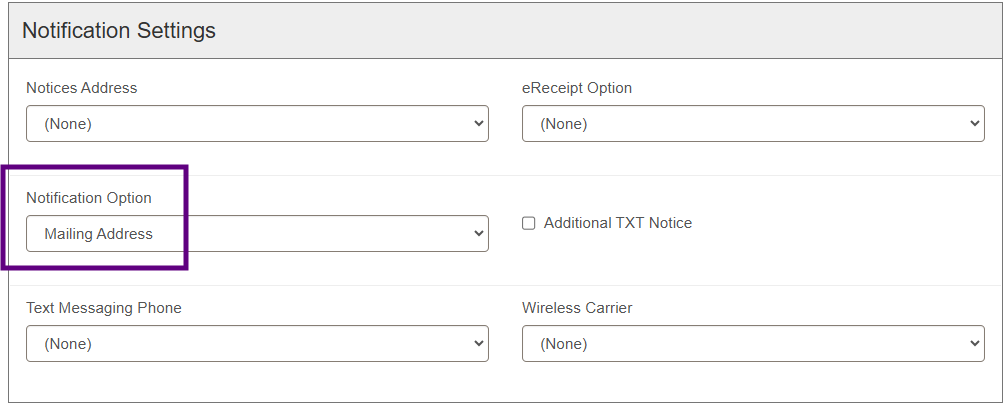 Notification Settings
Notices Address
eReceipt Option
(None)
(None)
Notification Option
Mailing Address
Additional TXT Notice
Text Messaging Phone
Wireless Carrier
(None)
(None)